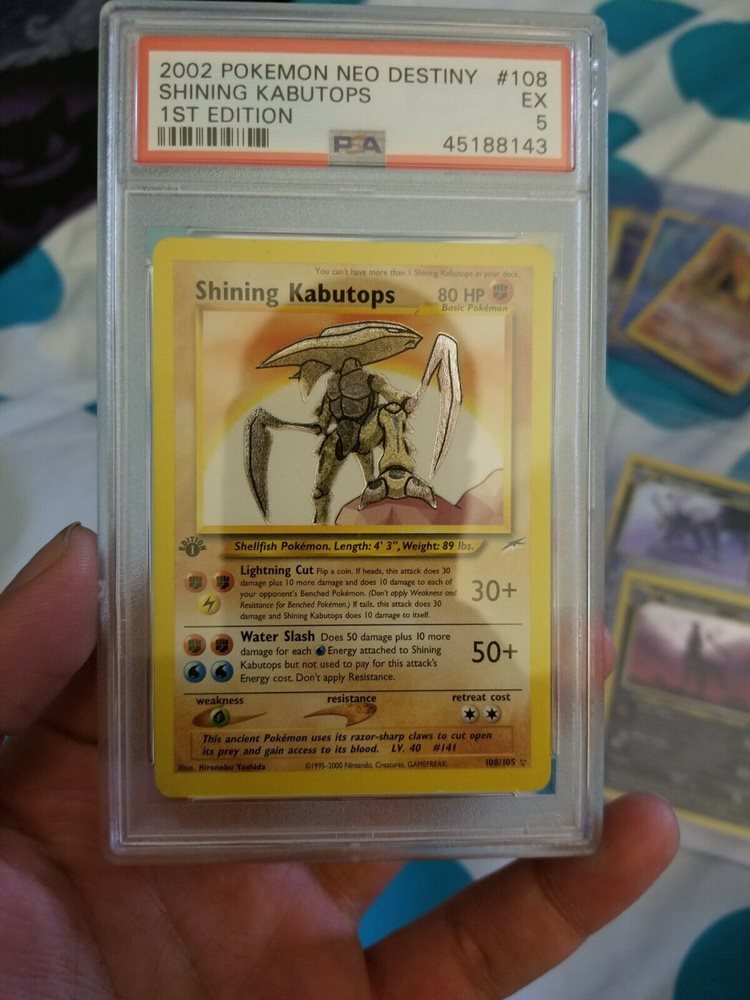 2002 POKEMON NEO DESTINY #108
SHINING KABUTOPS EX
1ST EDITION 5
PSA 45188143
You can't have more than 1 Shining Kabutops in your deck.
Shining Kabutops 80 HP
Basic Pokémon
EDITION
1
Shellfish Pokémon. Length: 4' 3", Weight: 89 lbs.
Lightning Cut Flip a coin. If heads, this attack does 30
damage plus 10 more damage and does 10 damage to each of
your opponent's Benched Pokémon. (Don't apply Weakness and
Resistance for Benched Pokémon.) If tails, this attack does 30
damage and Shining Kabutops does 10 damage to itself.
30+
Water Slash Does 50 damage plus 10 more
damage for each Energy attached to Shining
Kabutops but not used to pay for this attack's
Energy cost. Don't apply Resistance.
50+
weakness resistance retreat cost
This ancient Pokémon uses its razor-sharp claws to cut open
its prey and gain access to its blood. LV. 40 #141
Illus. Hironobu Yoshida ©1995-2000 Nintendo, Creatures, GAMEFREAK. 108/105